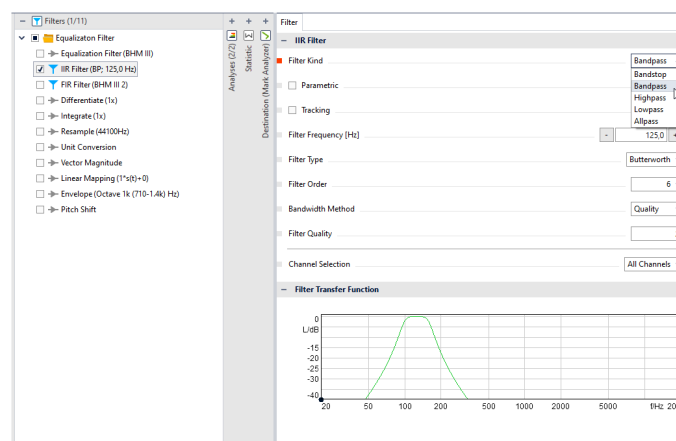 Filters (1/11)
Equalizaton Filter
Equalization Filter (BHM III)
IIR Filter (BP; 125,0 Hz)
FIR Filter (BHM III 2)
Differentiate (1x)
Integrate (1x)
Resample (44100Hz)
Unit Conversion
Vector Magnitude
Linear Mapping (1*s(t)+0)
Envelope (Octave 1k (710-1.4k) Hz)
Pitch Shift
Analyses (2/2)
Statistic
Destination (Mark Analyzer)
Filter
IIR Filter
Filter Kind Bandpass
Bandstop
Bandpass
Highpass
Lowpass
Allpass
Parametric
Tracking
Filter Frequency [Hz] - 125,0 +
Filter Type Butterworth
Filter Order 6
Bandwidth Method Quality
Filter Quality
Channel Selection All Channels
Filter Transfer Function
0
L/dB
-15
-20
-25
-30
-40
20 50 100 200 500 1000 2000 5000 f/Hz 20